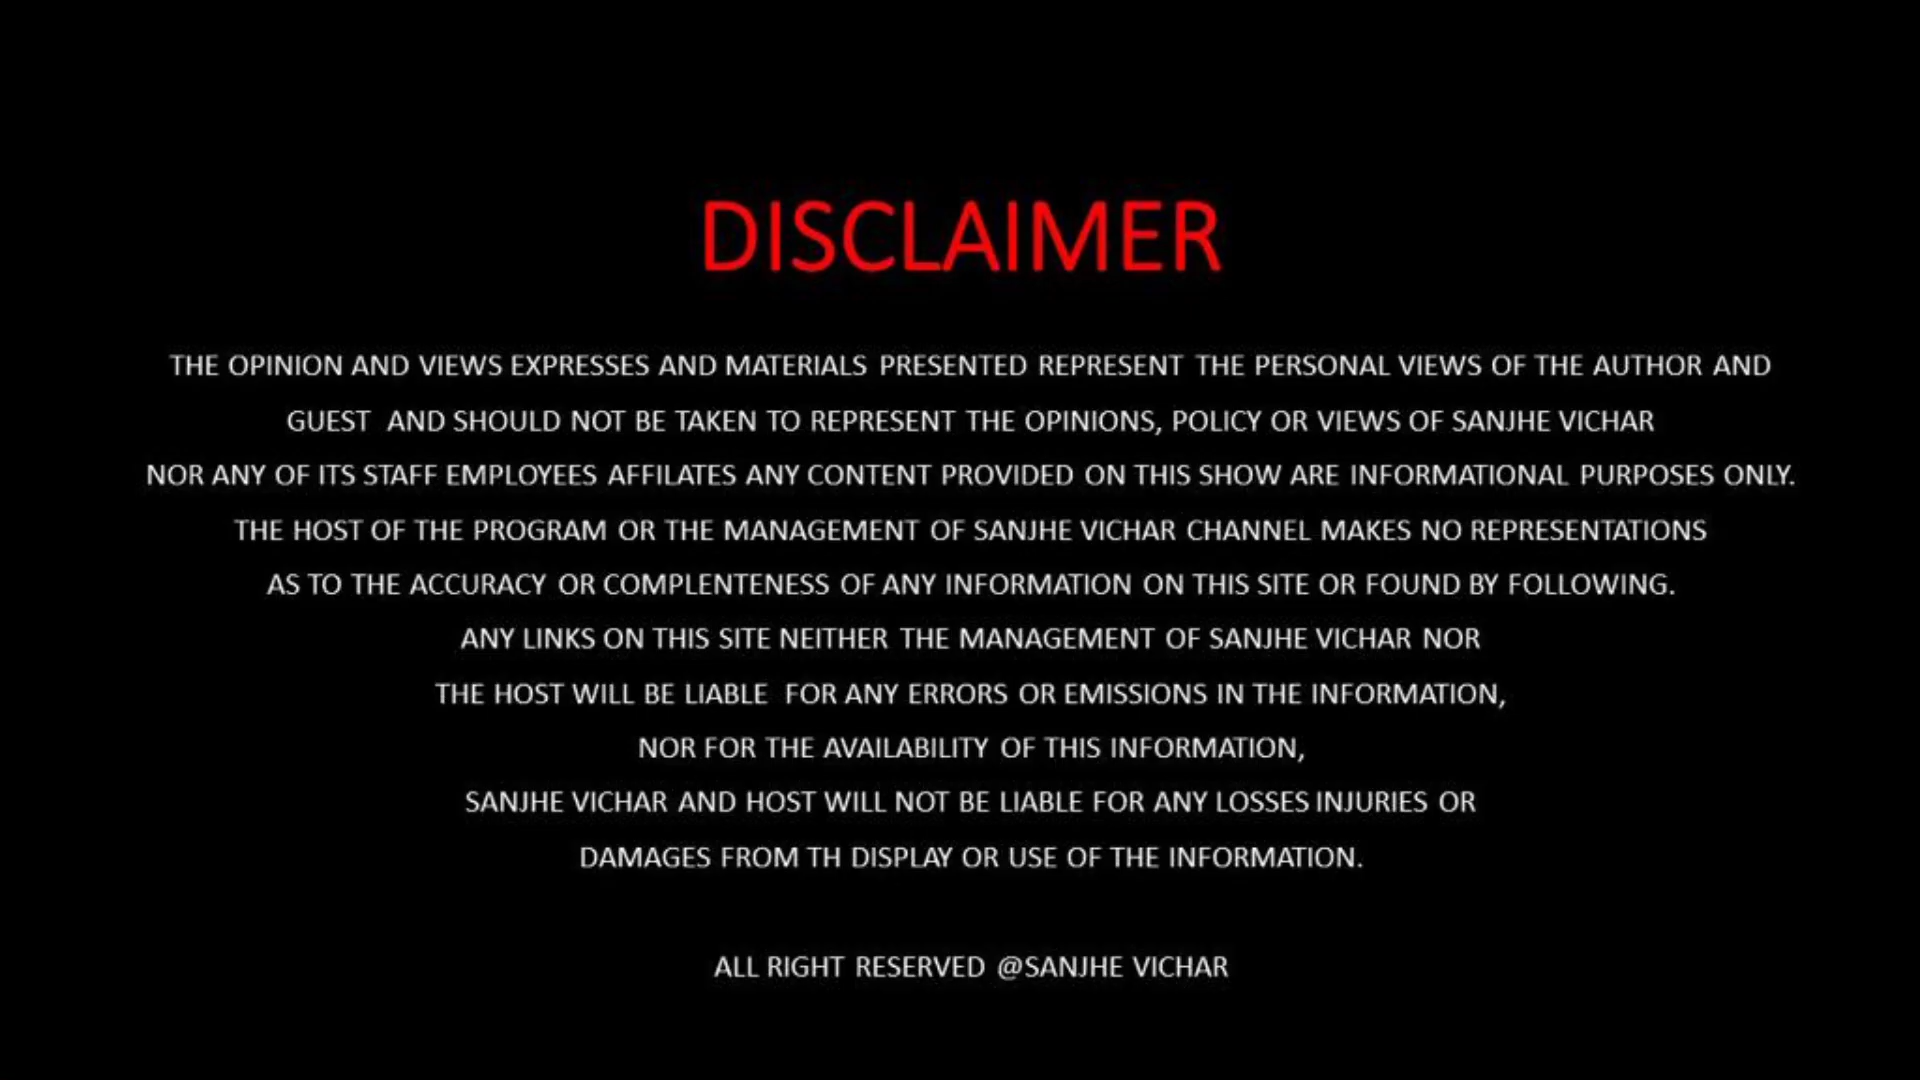 DISCLAIMER
THE OPINION AND VIEWS EXPRESSES AND MATERIALS PRESENTED REPRESENT THE PERSONAL VIEWS OF THE AUTHOR AND
GUEST AND SHOULD NOT BE TAKEN TO REPRESENT THE OPINIONS, POLICY OR VIEWS OF SANJHE VICHAR
NOR ANY OF ITS STAFF EMPLOYEES AFFILATES ANY CONTENT PROVIDED ON THIS SHOW ARE INFORMATIONAL PURPOSES ONLY.
THE HOST OF THE PROGRAM OR THE MANAGEMENT OF SANJHE VICHAR CHANNEL MAKES NO REPRESENTATIONS
AS TO THE ACCURACY OR COMPLENTENESS OF ANY INFORMATION ON THIS SITE OR FOUND BY FOLLOWING.
ANY LINKS ON THIS SITE NEITHER THE MANAGEMENT OF SANJHE VICHAR NOR
THE HOST WILL BE LIABLE FOR ANY ERRORS OR EMISSIONS IN THE INFORMATION,
NOR FOR THE AVAILABILITY OF THIS INFORMATION,
SANJHE VICHAR AND HOST WILL NOT BE LIABLE FOR ANY LOSSES INJURIES OR
DAMAGES FROM TH DISPLAY OR USE OF THE INFORMATION.
ALL RIGHT RESERVED @SANJHE VICHAR